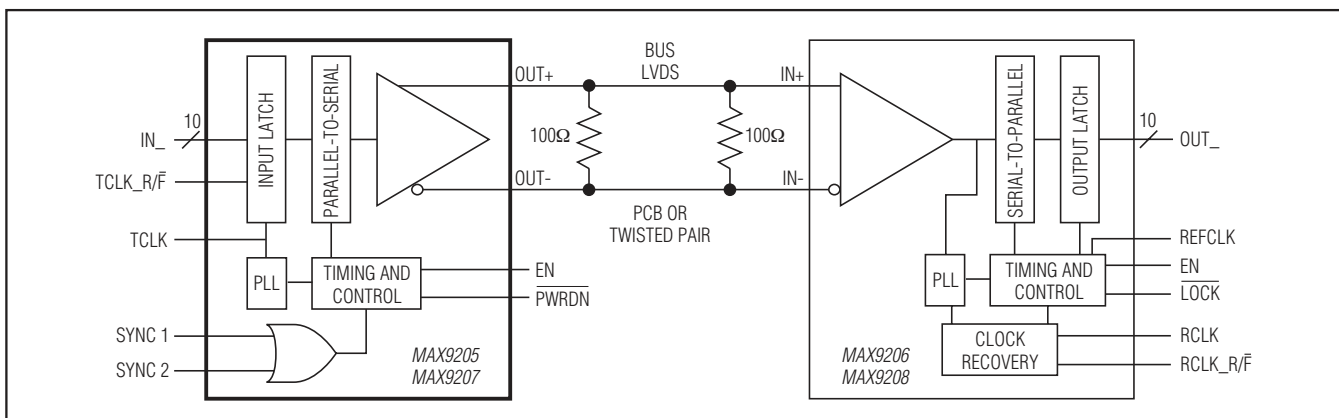 BUS
LVDS
OUT+
IN+
INPUT LATCH
PARALLEL-TO-SERIAL
SERIAL-TO-PARALLEL
OUTPUT LATCH
10
IN_
100Ω
100Ω
10
OUT_
TCLK_R/F̅
OUT-
IN-
PCB OR
TWISTED PAIR
TCLK
REFCLK
PLL
TIMING AND
CONTROL
EN
P̅W̅R̅D̅N̅
PLL
TIMING AND
CONTROL
EN
L̅O̅C̅K̅
SYNC 1
SYNC 2
MAX9205
MAX9207
MAX9206
MAX9208
CLOCK
RECOVERY
RCLK
RCLK_R/F̅